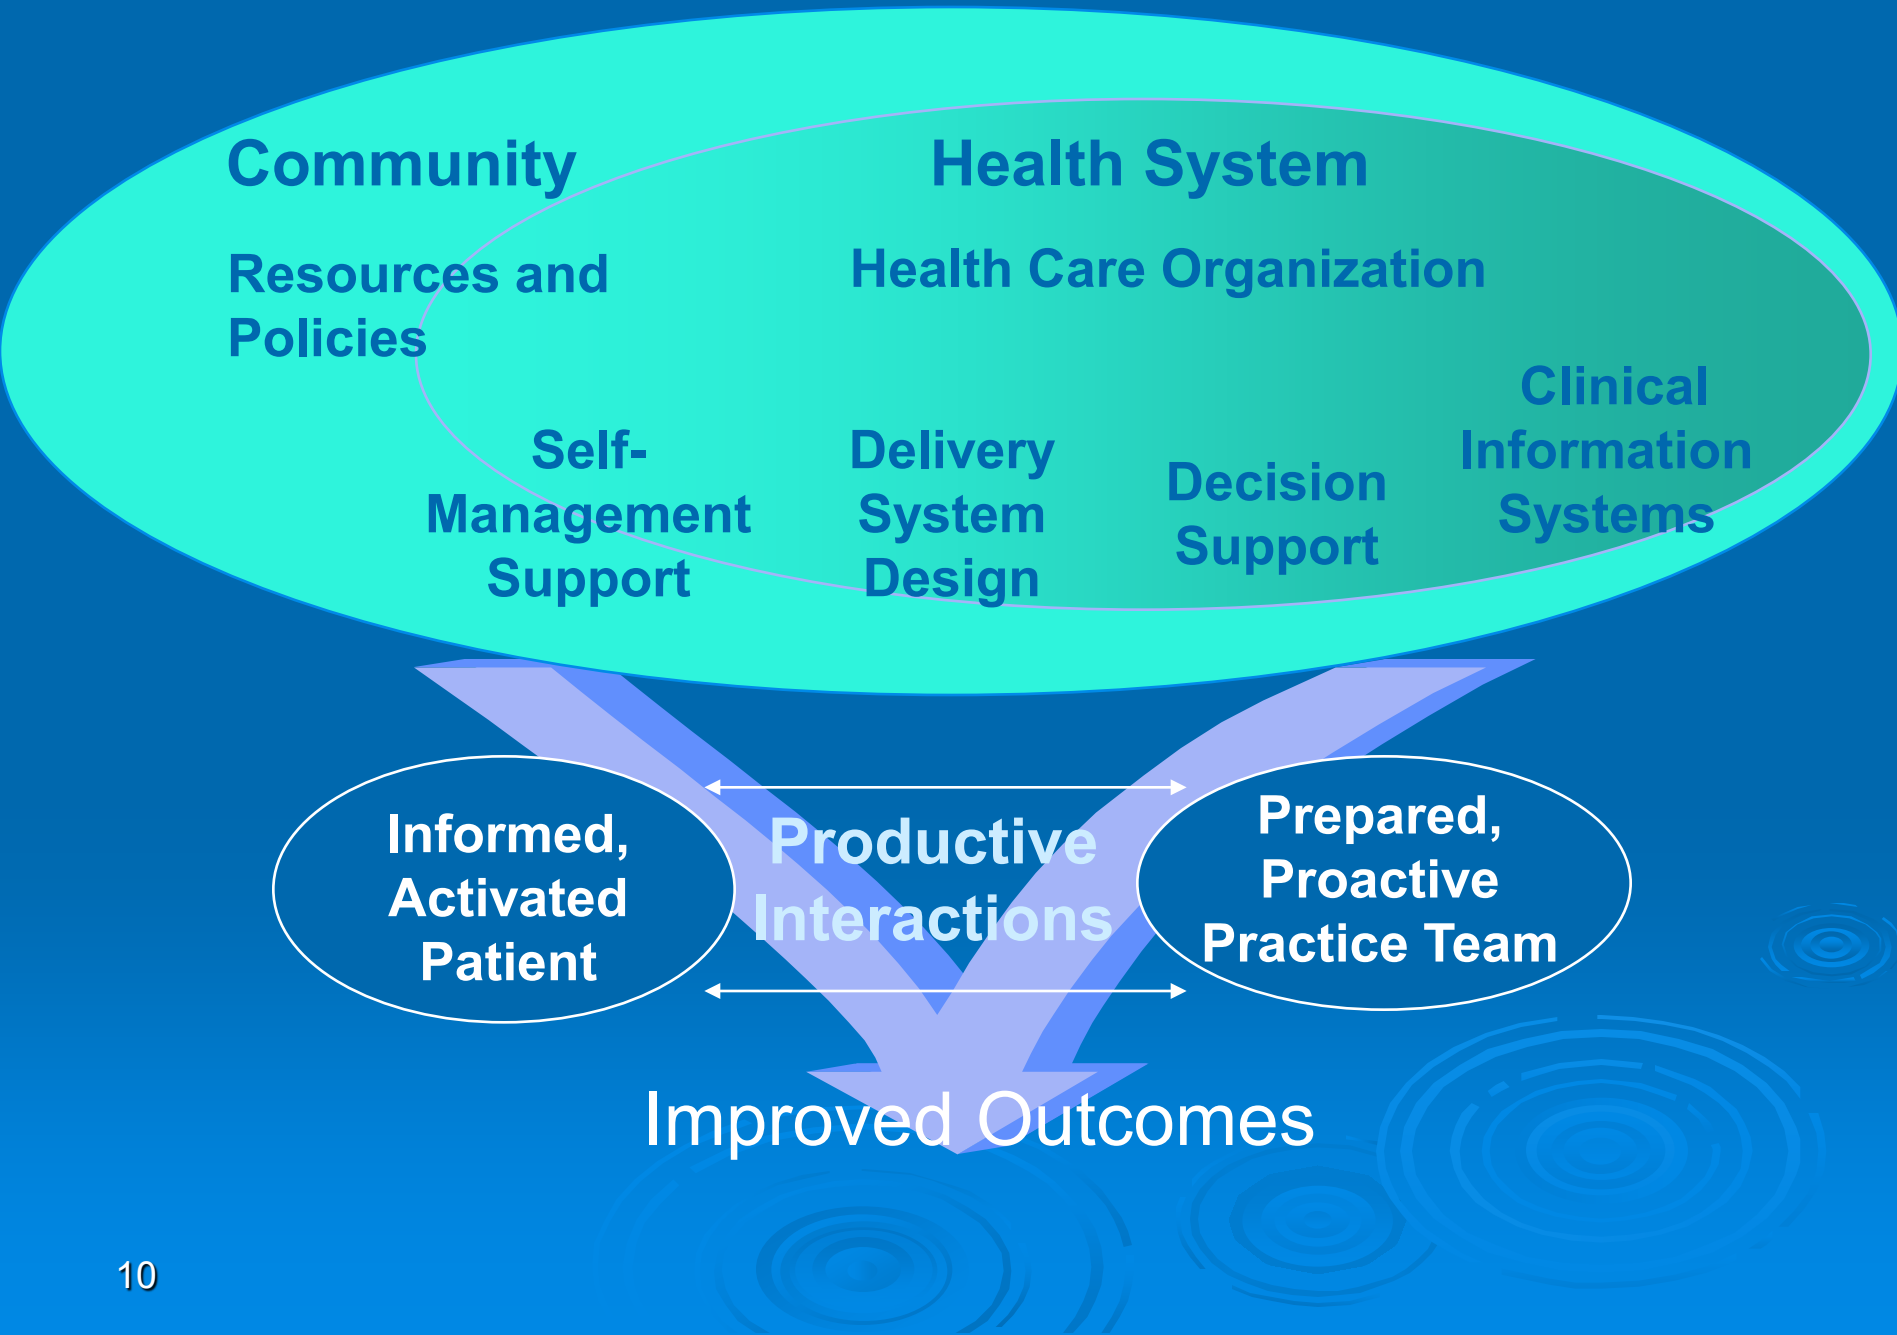 Community
Health System
Resources and
Policies
Health Care Organization
Self-
Management
Support
Delivery
System
Design
Decision
Support
Clinical
Information
Systems
Informed,
Activated
Patient
Productive
Interactions
Prepared,
Proactive
Practice Team
Improved Outcomes
10